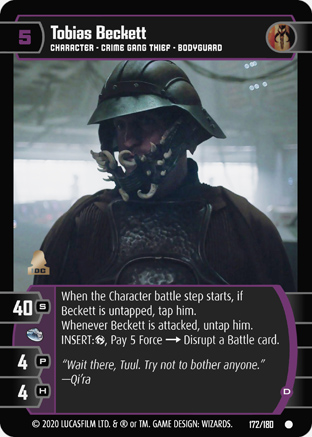 5
Tobias Beckett
CHARACTER - CRIME GANG THIEF - BODYGUARD
40 S
4 P
4 H
When the Character battle step starts, if
Beckett is untapped, tap him.
Whenever Beckett is attacked, untap him.
INSERT: , Pay 5 Force → Disrupt a Battle card.
“Wait there, Tuul. Try not to bother anyone.”
—Qi’ra
D
© 2020 LUCASFILM LTD. & ® or TM. GAME DESIGN: WIZARDS. 172/180